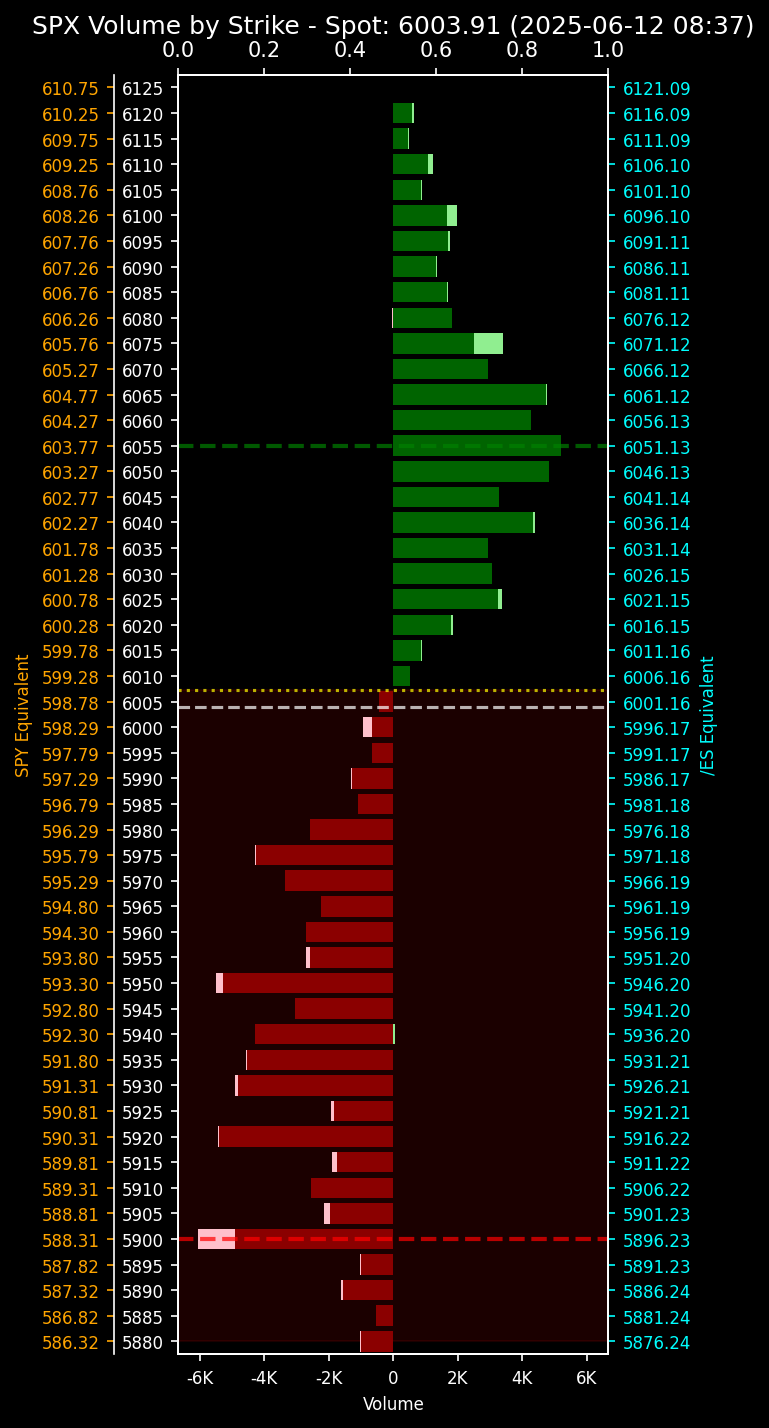 SPX Volume by Strike - Spot: 6003.91 (2025-06-12 08:37)
0.0 0.2 0.4 0.6 0.8 1.0
610.75 6125 6121.09
610.25 6120 6116.09
609.75 6115 6111.09
609.25 6110 6106.10
608.76 6105 6101.10
608.26 6100 6096.10
607.76 6095 6091.11
607.26 6090 6086.11
606.76 6085 6081.11
606.26 6080 6076.12
605.76 6075 6071.12
605.27 6070 6066.12
604.77 6065 6061.12
604.27 6060 6056.13
603.77 6055 6051.13
603.27 6050 6046.13
602.77 6045 6041.14
602.27 6040 6036.14
601.78 6035 6031.14
601.28 6030 6026.15
600.78 6025 6021.15
600.28 6020 6016.15
599.78 6015 6011.16
599.28 6010 6006.16
598.78 6005 6001.16
598.29 6000 5996.17
597.79 5995 5991.17
597.29 5990 5986.17
596.79 5985 5981.18
596.29 5980 5976.18
595.79 5975 5971.18
595.29 5970 5966.19
594.80 5965 5961.19
594.30 5960 5956.19
593.80 5955 5951.20
593.30 5950 5946.20
592.80 5945 5941.20
592.30 5940 5936.20
591.80 5935 5931.21
591.31 5930 5926.21
590.81 5925 5921.21
590.31 5920 5916.22
589.81 5915 5911.22
589.31 5910 5906.22
588.81 5905 5901.23
588.31 5900 5896.23
587.82 5895 5891.23
587.32 5890 5886.24
586.82 5885 5881.24
586.32 5880 5876.24
SPY Equivalent
/ES Equivalent
-6K -4K -2K 0 2K 4K 6K
Volume